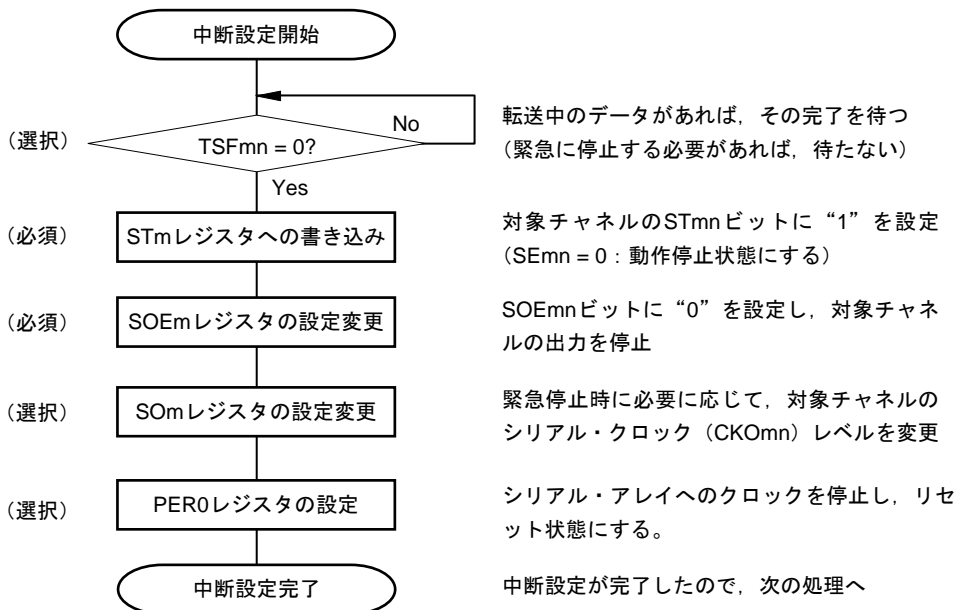 中断設定開始
No
転送中のデータがあれば，その完了を待つ
（選択）
TSFmn = 0?
（緊急に停止する必要があれば，待たない）
Yes
（必須）
STmレジスタへの書き込み
対象チャネルのSTmnビットに“1”を設定
（SEmn = 0：動作停止状態にする）
（必須）
SOEmレジスタの設定変更
SOEmnビットに“0”を設定し，対象チャネ
ルの出力を停止
（選択）
SOmレジスタの設定変更
緊急停止時に必要に応じて，対象チャネルの
シリアル・クロック（CKOmn）レベルを変更
（選択）
PER0レジスタの設定
シリアル・アレイへのクロックを停止し，リセ
ット状態にする。
中断設定完了
中断設定が完了したので，次の処理へ